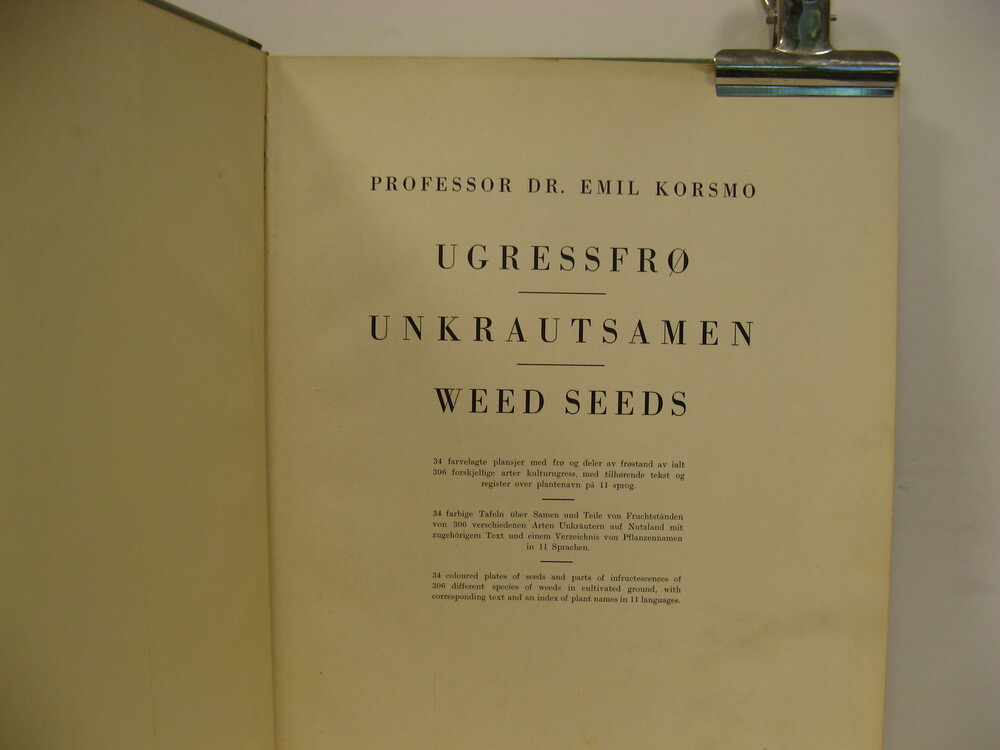 PROFESSOR DR. EMIL KORSMO
UGRESSFRØ
UNKRAUTSAMEN
WEED SEEDS
34 farvelagte plansjer med frø og deler av frøstand av ialt
306 forskjellige arter kulturugress, med tilhørende tekst og
register over plantenavn på 11 sprog.
34 farbige Tafeln über Samen und Teile von Fruchtständen
von 306 verschiedenen Arten Unkräutern auf Nutzland mit
zugehörigem Text und einem Verzeichnis von Pflanzennamen
in 11 Sprachen.
34 coloured plates of seeds and parts of infructescences of
306 different species of weeds in cultivated ground, with
corresponding text and an index of plant names in 11 languages.